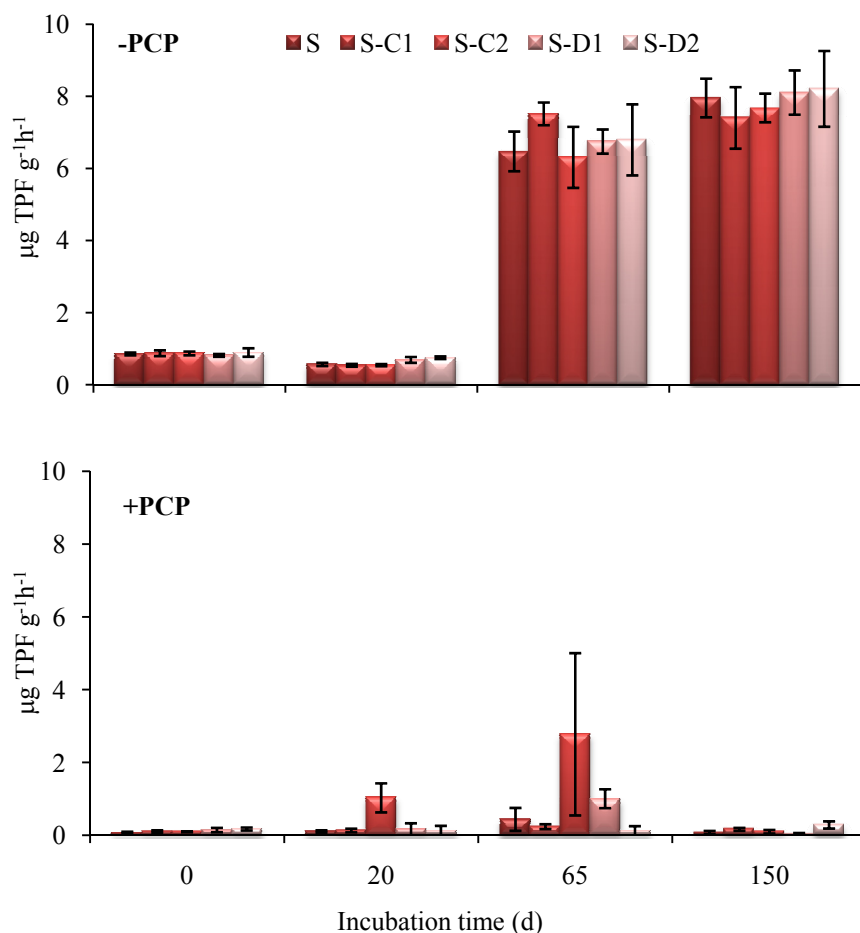 -PCP
S S-C1 S-C2 S-D1 S-D2
10
8
6
4
2
0
µg TPF g⁻¹h⁻¹
+PCP
10
8
6
4
2
0
µg TPF g⁻¹h⁻¹
0 20 65 150
Incubation time (d)